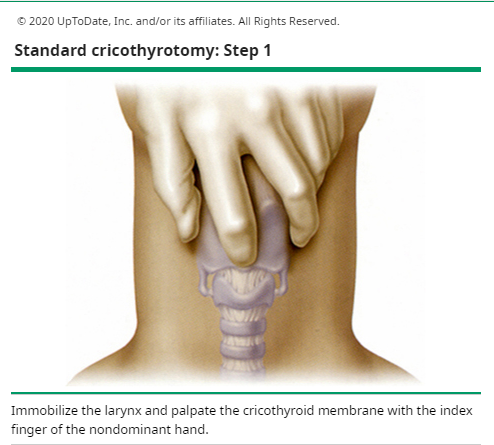 © 2020 UpToDate, Inc. and/or its affiliates. All Rights Reserved.
Standard cricothyrotomy: Step 1
Immobilize the larynx and palpate the cricothyroid membrane with the index
finger of the nondominant hand.